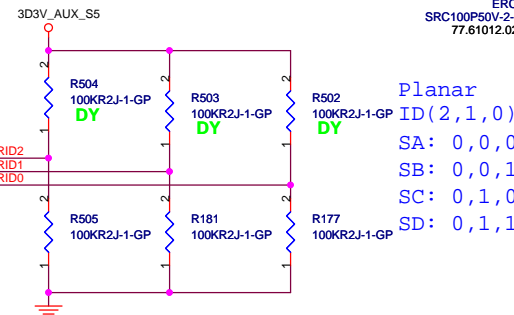 3D3V_AUX_S5
ERC
SRC100P50V-2-
77.61012.02
2
R504
100KR2J-1-GP
DY
1
2
R503
100KR2J-1-GP
DY
1
2
R502
100KR2J-1-GP
DY
1
Planar
ID(2,1,0)
SA: 0,0,0
SB: 0,0,1
SC: 0,1,0
SD: 0,1,1
RID2
RID1
RID0
2
R505
100KR2J-1-GP
1
2
R181
100KR2J-1-GP
1
2
R177
100KR2J-1-GP
1